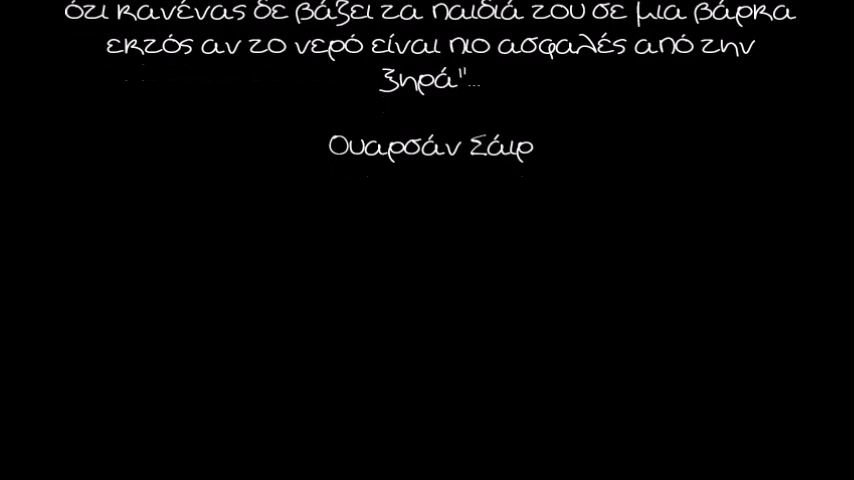 ότι κανένας δε βάζει τα παιδιά του σε μια βάρκα
εκτός αν το νερό είναι πιο ασφαλές από την
ξηρά"...
Ουαρσάν Σάιρ